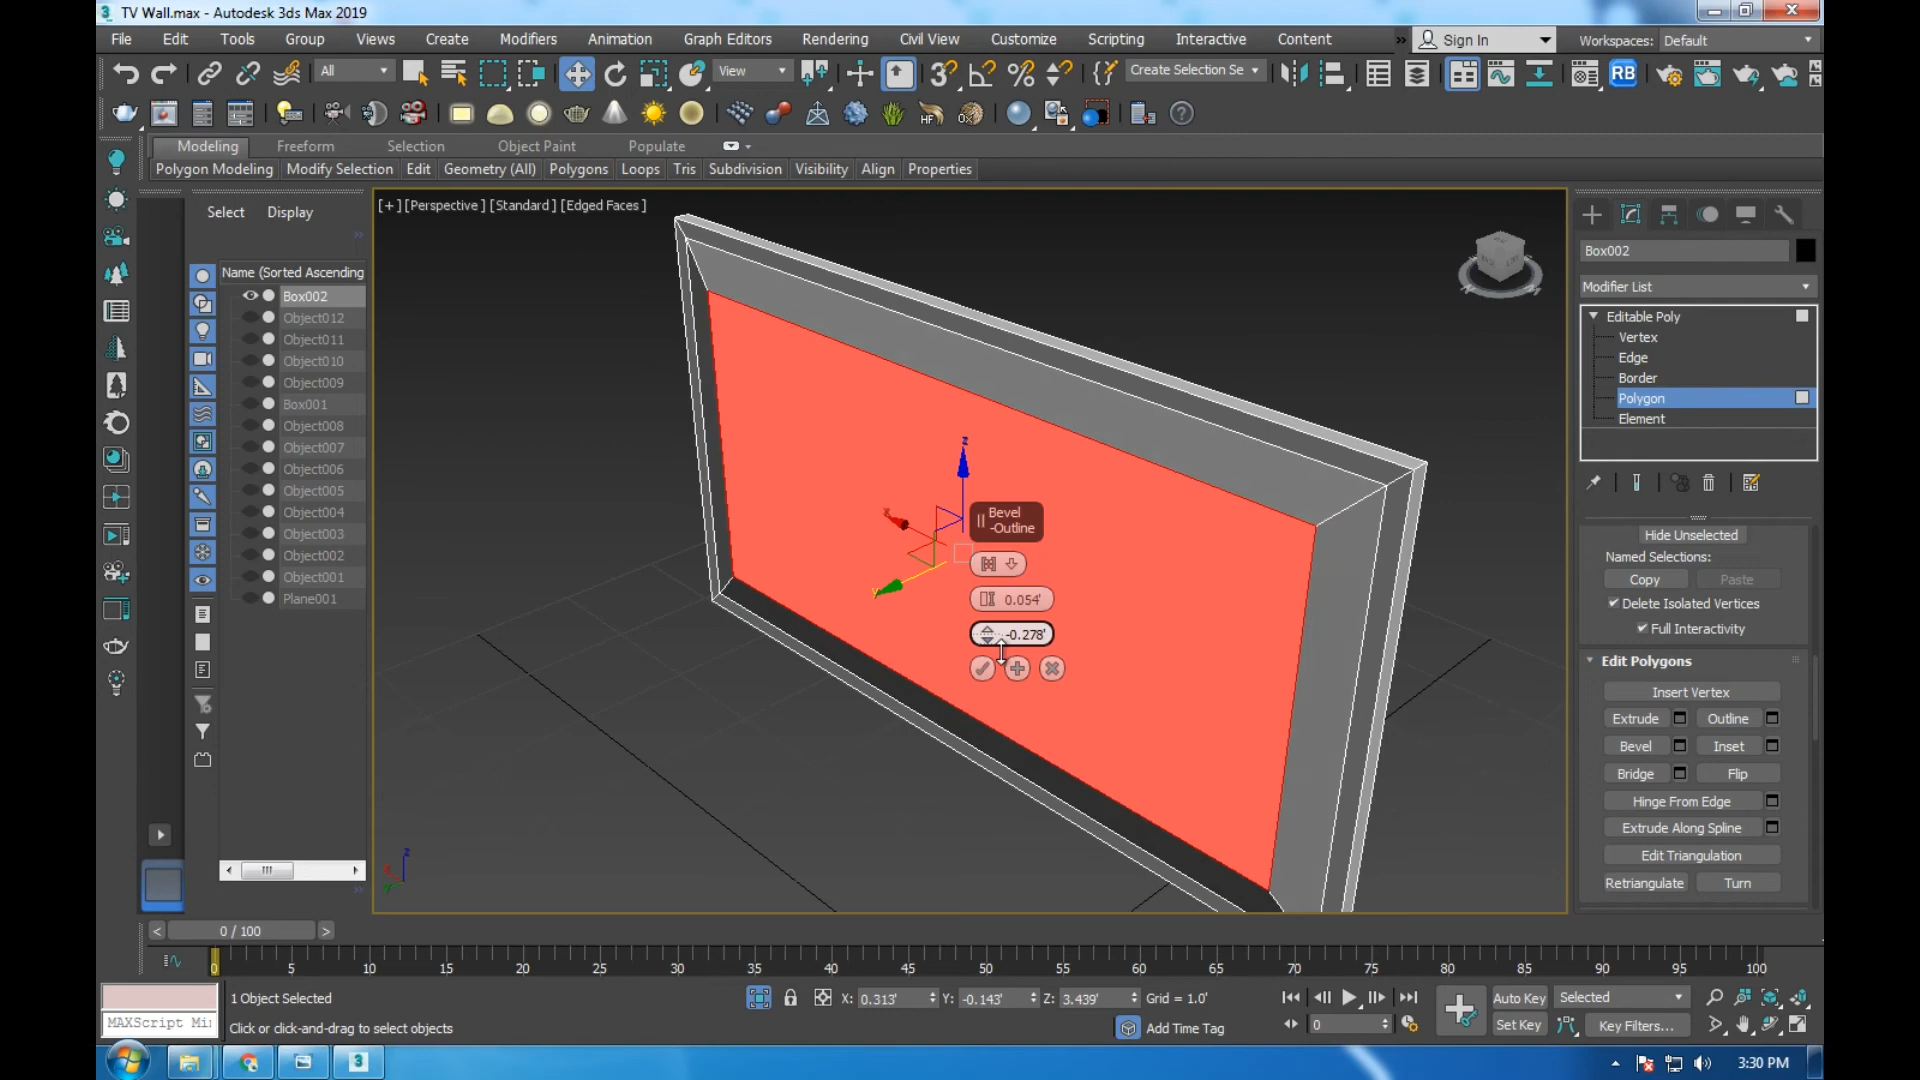 3 TV Wall.max - Autodesk 3ds Max 2019
File Edit Tools Group Views Create Modifiers Animation Graph Editors Rendering Civil View Customize Scripting Interactive Content » Sign In Workspaces: Default
All View Create Selection Se RB
HF
Modeling Freeform Selection Object Paint Populate
Polygon Modeling Modify Selection Edit Geometry (All) Polygons Loops Tris Subdivision Visibility Align Properties
Select Display
[+] [Perspective ] [Standard ] [Edged Faces ]
Box002
Name (Sorted Ascending
Modifier List
Box002
Object012
Object011
Object010
Object009
Box001
Object008
Object007
Object006
Object005
Object004
Object003
Object002
Object001
Plane001
Editable Poly
Vertex
Edge
Border
Polygon
Element
z
x
y
Bevel
-Outline
0.054'
-0.278'
Hide Unselected
Named Selections:
Copy Paste
Delete Isolated Vertices
Full Interactivity
Edit Polygons
Insert Vertex
Extrude Outline
Bevel Inset
Bridge Flip
Hinge From Edge
Extrude Along Spline
Edit Triangulation
Retriangulate Turn
z
< 0 / 100 >
0 5 10 15 20 25 30 35 40 45 50 55 60 65 70 75 80 85 90 95 100
1 Object Selected X: 0.313' Y: -0.143' Z: 3.439' Grid = 1.0' Auto Key Selected
MAXScript Mi Click or click-and-drag to select objects Add Time Tag 0 Set Key Key Filters...
3 3:30 PM